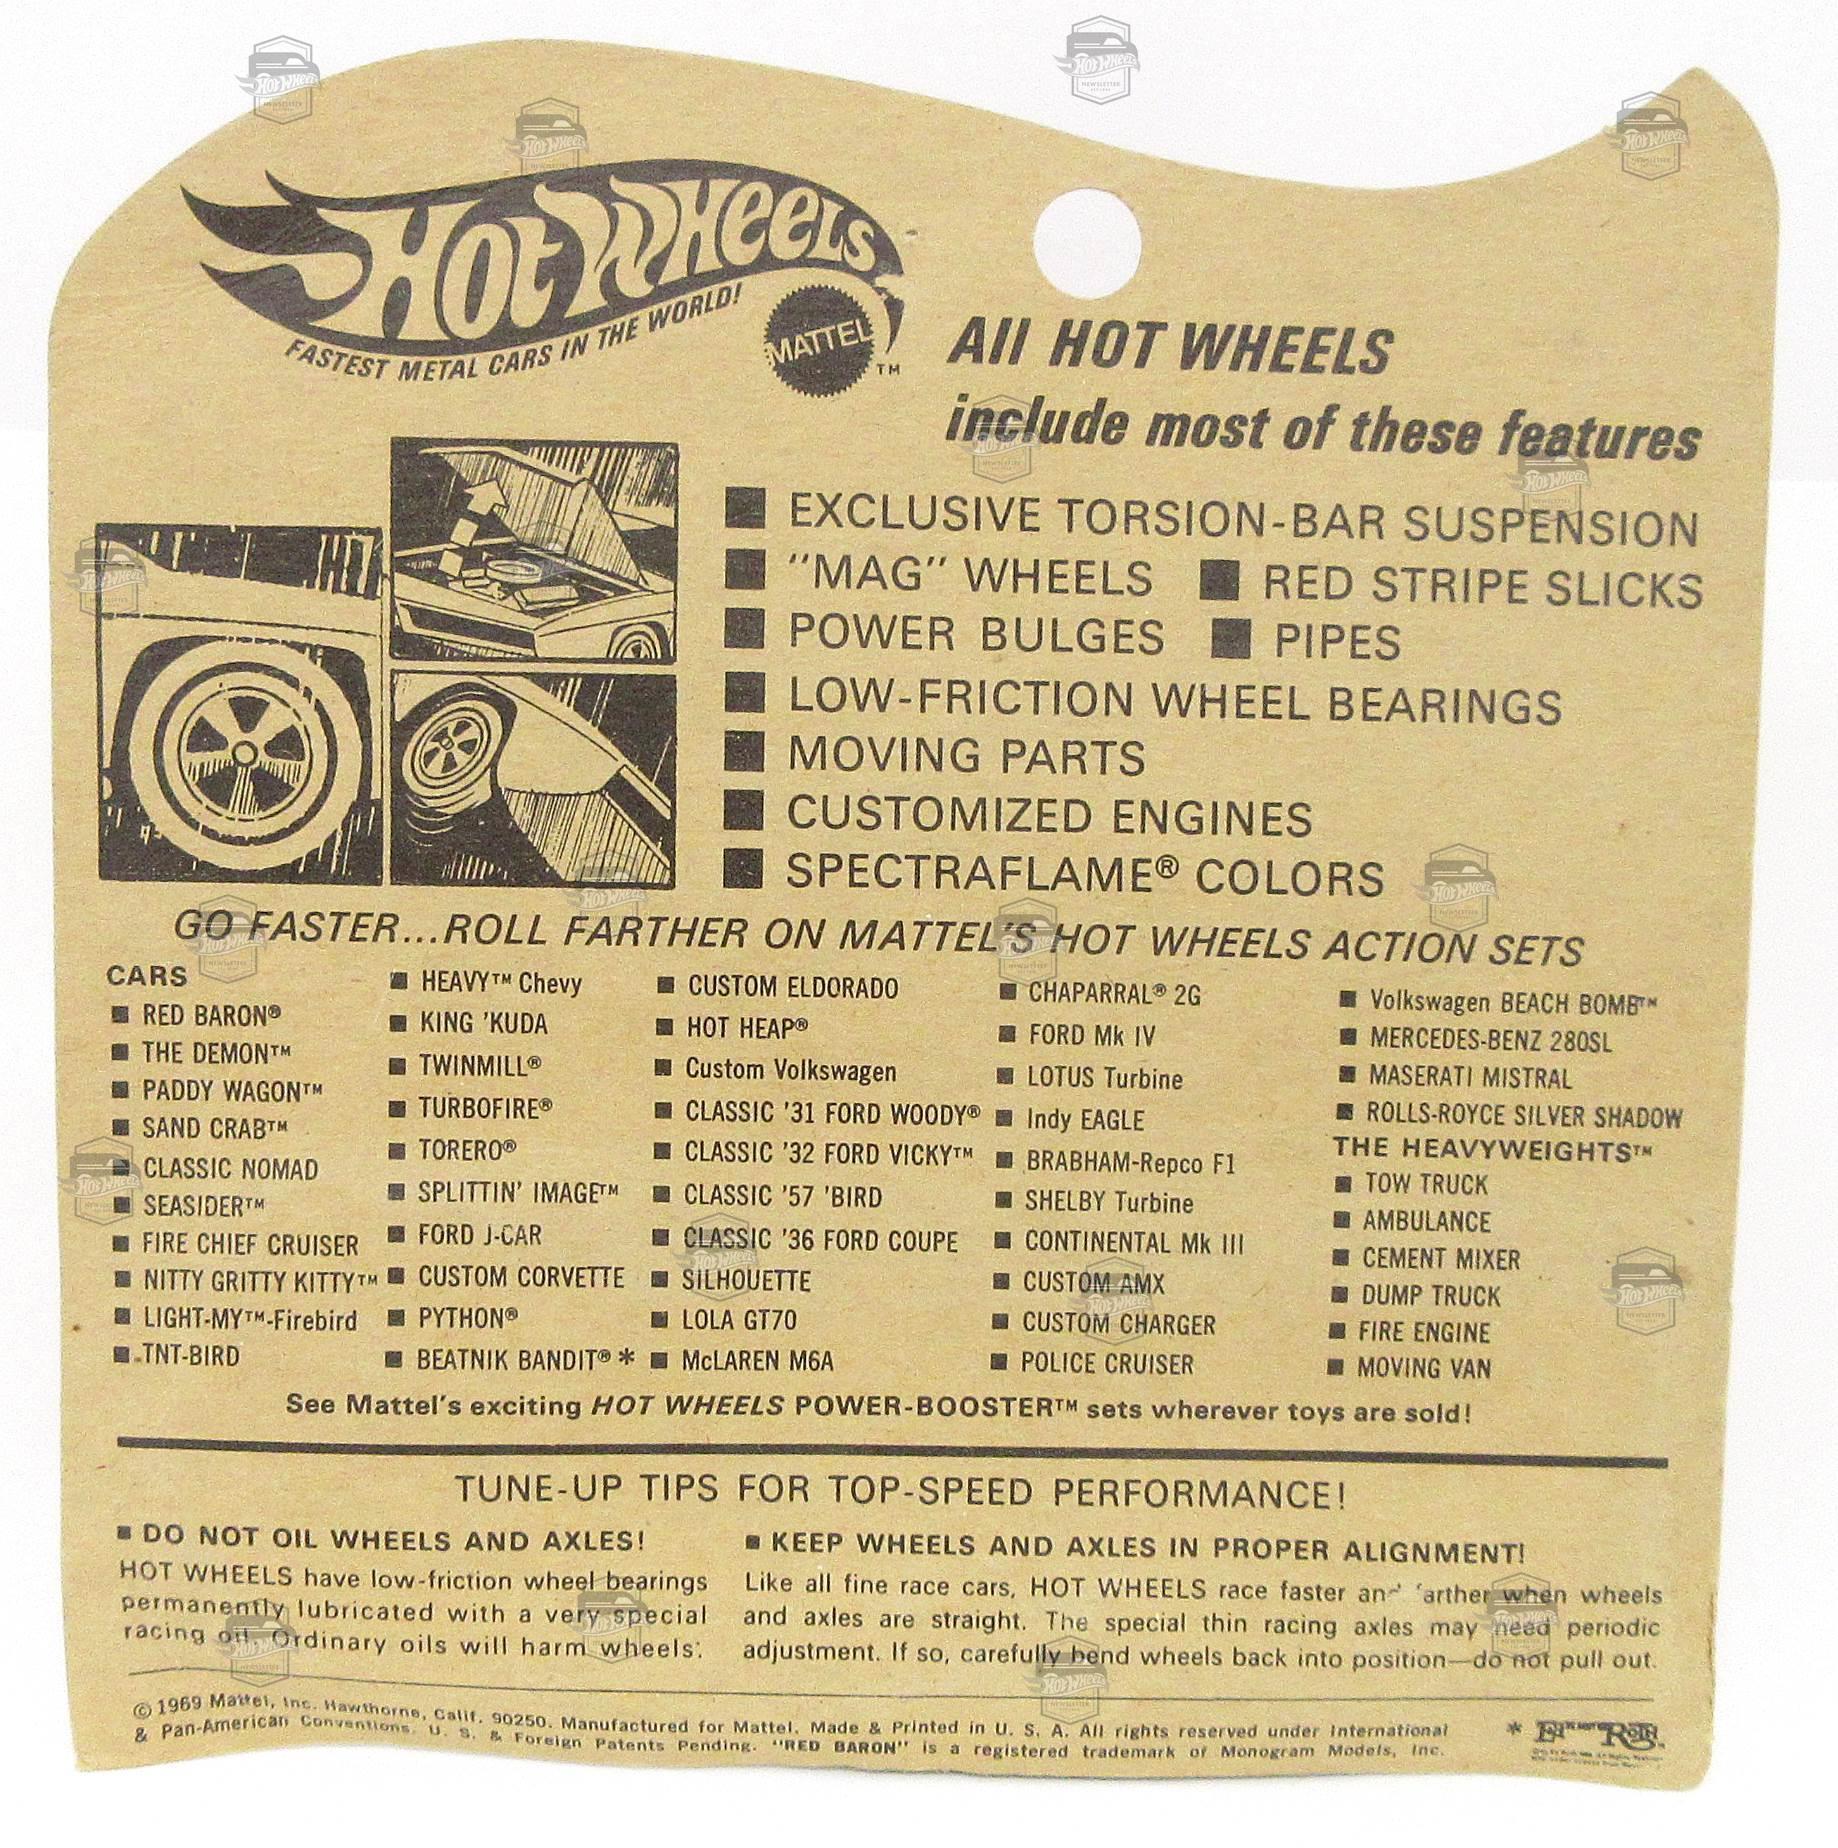 HOT WHEELS
FASTEST METAL CARS IN THE WORLD!
MATTEL
TM
All HOT WHEELS
include most of these features
■ EXCLUSIVE TORSION-BAR SUSPENSION
■ "MAG" WHEELS ■ RED STRIPE SLICKS
■ POWER BULGES ■ PIPES
■ LOW-FRICTION WHEEL BEARINGS
■ MOVING PARTS
■ CUSTOMIZED ENGINES
■ SPECTRAFLAME® COLORS
GO FASTER...ROLL FARTHER ON MATTEL'S HOT WHEELS ACTION SETS
CARS
■ RED BARON®
■ THE DEMON™
■ PADDY WAGON™
■ SAND CRAB™
■ CLASSIC NOMAD
■ SEASIDER™
■ FIRE CHIEF CRUISER
■ NITTY GRITTY KITTY™
■ LIGHT-MY™-Firebird
■ TNT-BIRD
■ HEAVY™ Chevy
■ KING 'KUDA
■ TWINMILL®
■ TURBOFIRE®
■ TORERO®
■ SPLITTIN' IMAGE™
■ FORD J-CAR
■ CUSTOM CORVETTE
■ PYTHON®
■ BEATNIK BANDIT® *
■ CUSTOM ELDORADO
■ HOT HEAP®
■ Custom Volkswagen
■ CLASSIC '31 FORD WOODY®
■ CLASSIC '32 FORD VICKY™
■ CLASSIC '57 'BIRD
■ CLASSIC '36 FORD COUPE
■ SILHOUETTE
■ LOLA GT70
■ McLAREN M6A
■ CHAPARRAL® 2G
■ FORD Mk IV
■ LOTUS Turbine
■ Indy EAGLE
■ BRABHAM-Repco F1
■ SHELBY Turbine
■ CONTINENTAL Mk III
■ CUSTOM AMX
■ CUSTOM CHARGER
■ POLICE CRUISER
■ Volkswagen BEACH BOMB™
■ MERCEDES-BENZ 280SL
■ MASERATI MISTRAL
■ ROLLS-ROYCE SILVER SHADOW
THE HEAVYWEIGHTS™
■ TOW TRUCK
■ AMBULANCE
■ CEMENT MIXER
■ DUMP TRUCK
■ FIRE ENGINE
■ MOVING VAN
See Mattel's exciting HOT WHEELS POWER-BOOSTER™ sets wherever toys are sold!
TUNE-UP TIPS FOR TOP-SPEED PERFORMANCE!
■ DO NOT OIL WHEELS AND AXLES!
HOT WHEELS have low-friction wheel bearings
permanently lubricated with a very special
racing oil. Ordinary oils will harm wheels.
■ KEEP WHEELS AND AXLES IN PROPER ALIGNMENT!
Like all fine race cars, HOT WHEELS race faster and farther when wheels
and axles are straight. The special thin racing axles may need periodic
adjustment. If so, carefully bend wheels back into position—do not pull out.
© 1969 Mattel, Inc. Hawthorne, Calif. 90250. Manufactured for Mattel. Made & Printed in U. S. A. All rights reserved under International
& Pan-American Conventions. U. S. & Foreign Patents Pending. "RED BARON" is a registered trademark of Monogram Models, Inc.
* Ed Roth